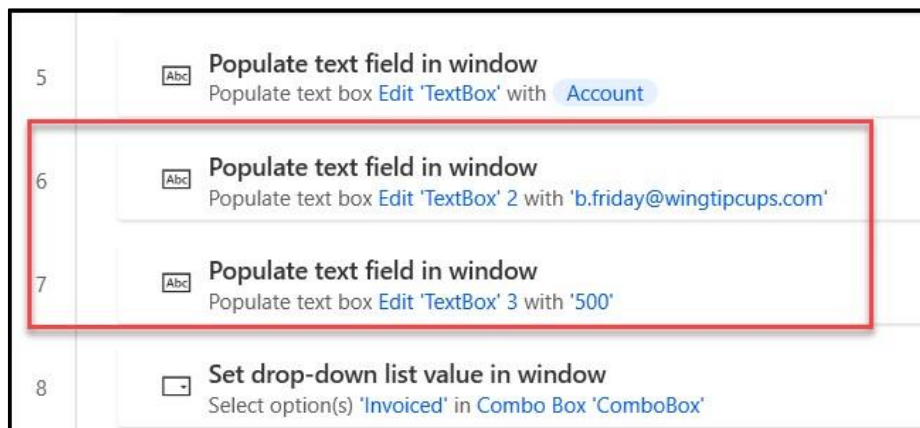 5
Abc
Populate text field in window
Populate text box Edit 'TextBox' with Account
6
Abc
Populate text field in window
Populate text box Edit 'TextBox' 2 with 'b.friday@wingtipcups.com'
7
Abc
Populate text field in window
Populate text box Edit 'TextBox' 3 with '500'
8
Set drop-down list value in window
Select option(s) 'Invoiced' in Combo Box 'ComboBox'